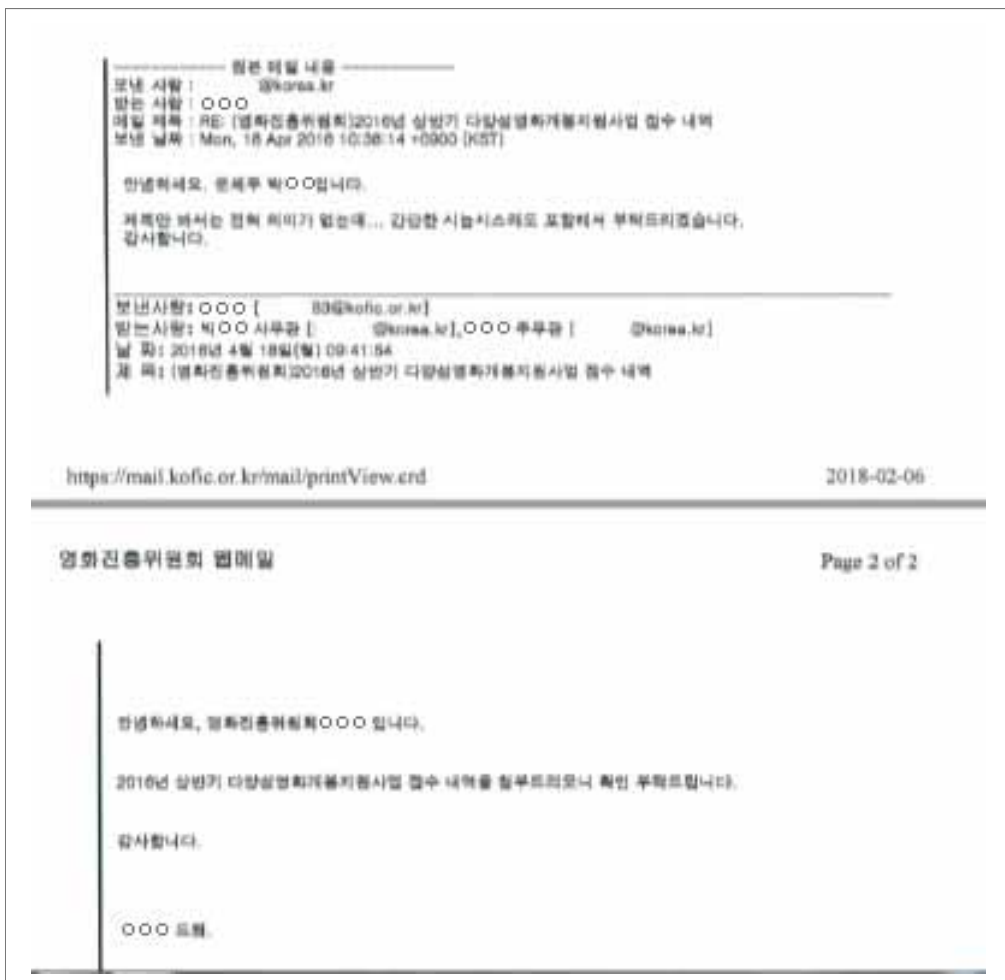 ------------------ 원본 메일 내용 ------------------
보낸 사람 : @korea.kr
받는 사람 : ○○○
메일 제목 : RE: (영화진흥위원회)2016년 상반기 다양성영화개봉지원사업 접수 내역
보낸 날짜 : Mon, 18 Apr 2016 10:38:14 +0900 (KST)
안녕하세요. 문체부 박○○입니다.
제목만 봐서는 전혀 의미가 없는데... 간단한 시놉시스라도 포함해서 부탁드리겠습니다.
감사합니다.
보낸사람: ○○○ [ 83@kofic.or.kr]
받는사람: 박○○ 사무관 [ @korea.kr],○○○ 주무관 [ @korea.kr]
날 짜: 2016년 4월 18일(월) 09:41:54
제 목: (영화진흥위원회)2016년 상반기 다양성영화개봉지원사업 접수 내역
https://mail.kofic.or.kr/mail/printView.crd 2018-02-06
영화진흥위원회 웹메일 Page 2 of 2
안녕하세요, 영화진흥위원회○○○ 입니다.
2016년 상반기 다양성영화개봉지원사업 접수 내역을 첨부드리오니 확인 부탁드립니다.
감사합니다.
○○○ 드림.